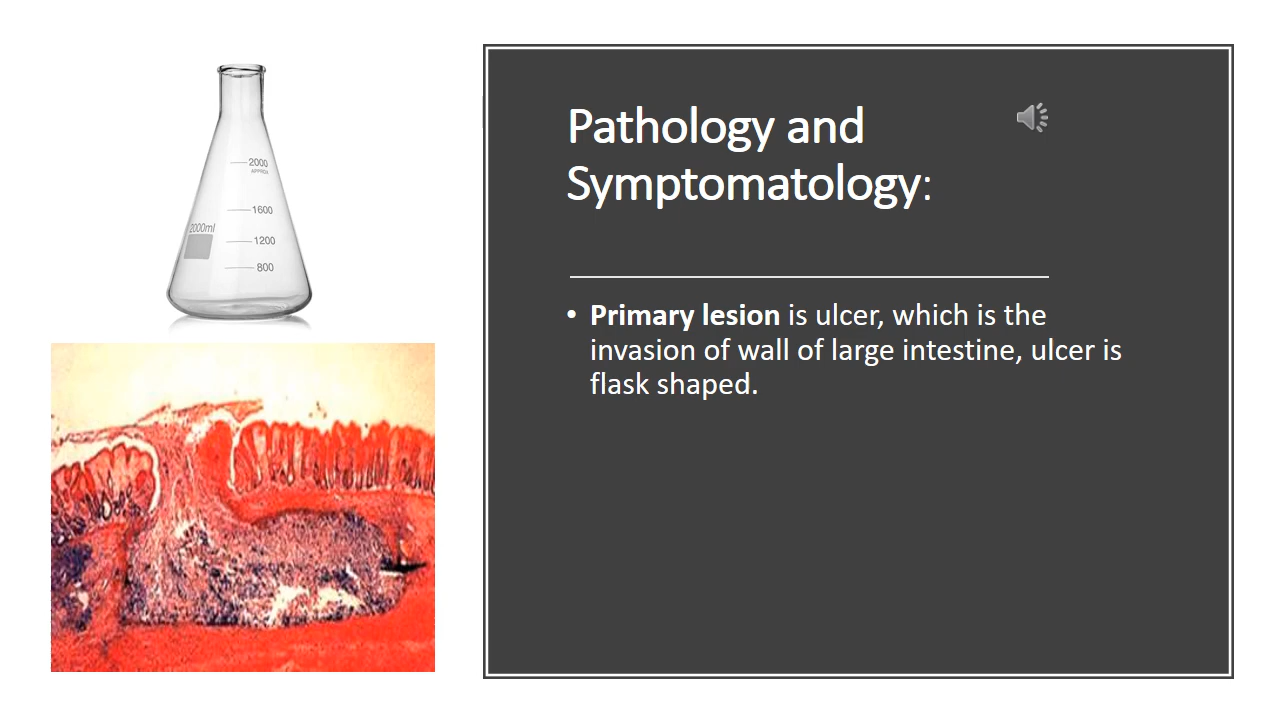 2000
APPROX
1600
2000ml
1200
800
Pathology and
Symptomatology:
• Primary lesion is ulcer, which is the
invasion of wall of large intestine, ulcer is
flask shaped.